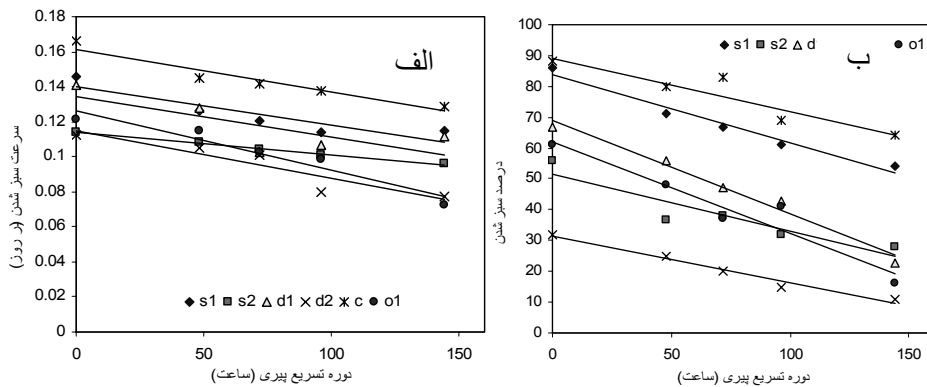 الف
سرعت سبز شدن (ر روز)
0.18
0.16
0.14
0.12
0.1
0.08
0.06
0.04
0.02
0
s1 s2 d1 d2 c o1
0 50 100 150
دوره تسریع پیری (ساعت)
ب
s1 s2 d o1
درصد سبز شدن
100
90
80
70
60
50
40
30
20
10
0
0 50 100 150
دوره تسریع پیری (ساعت)